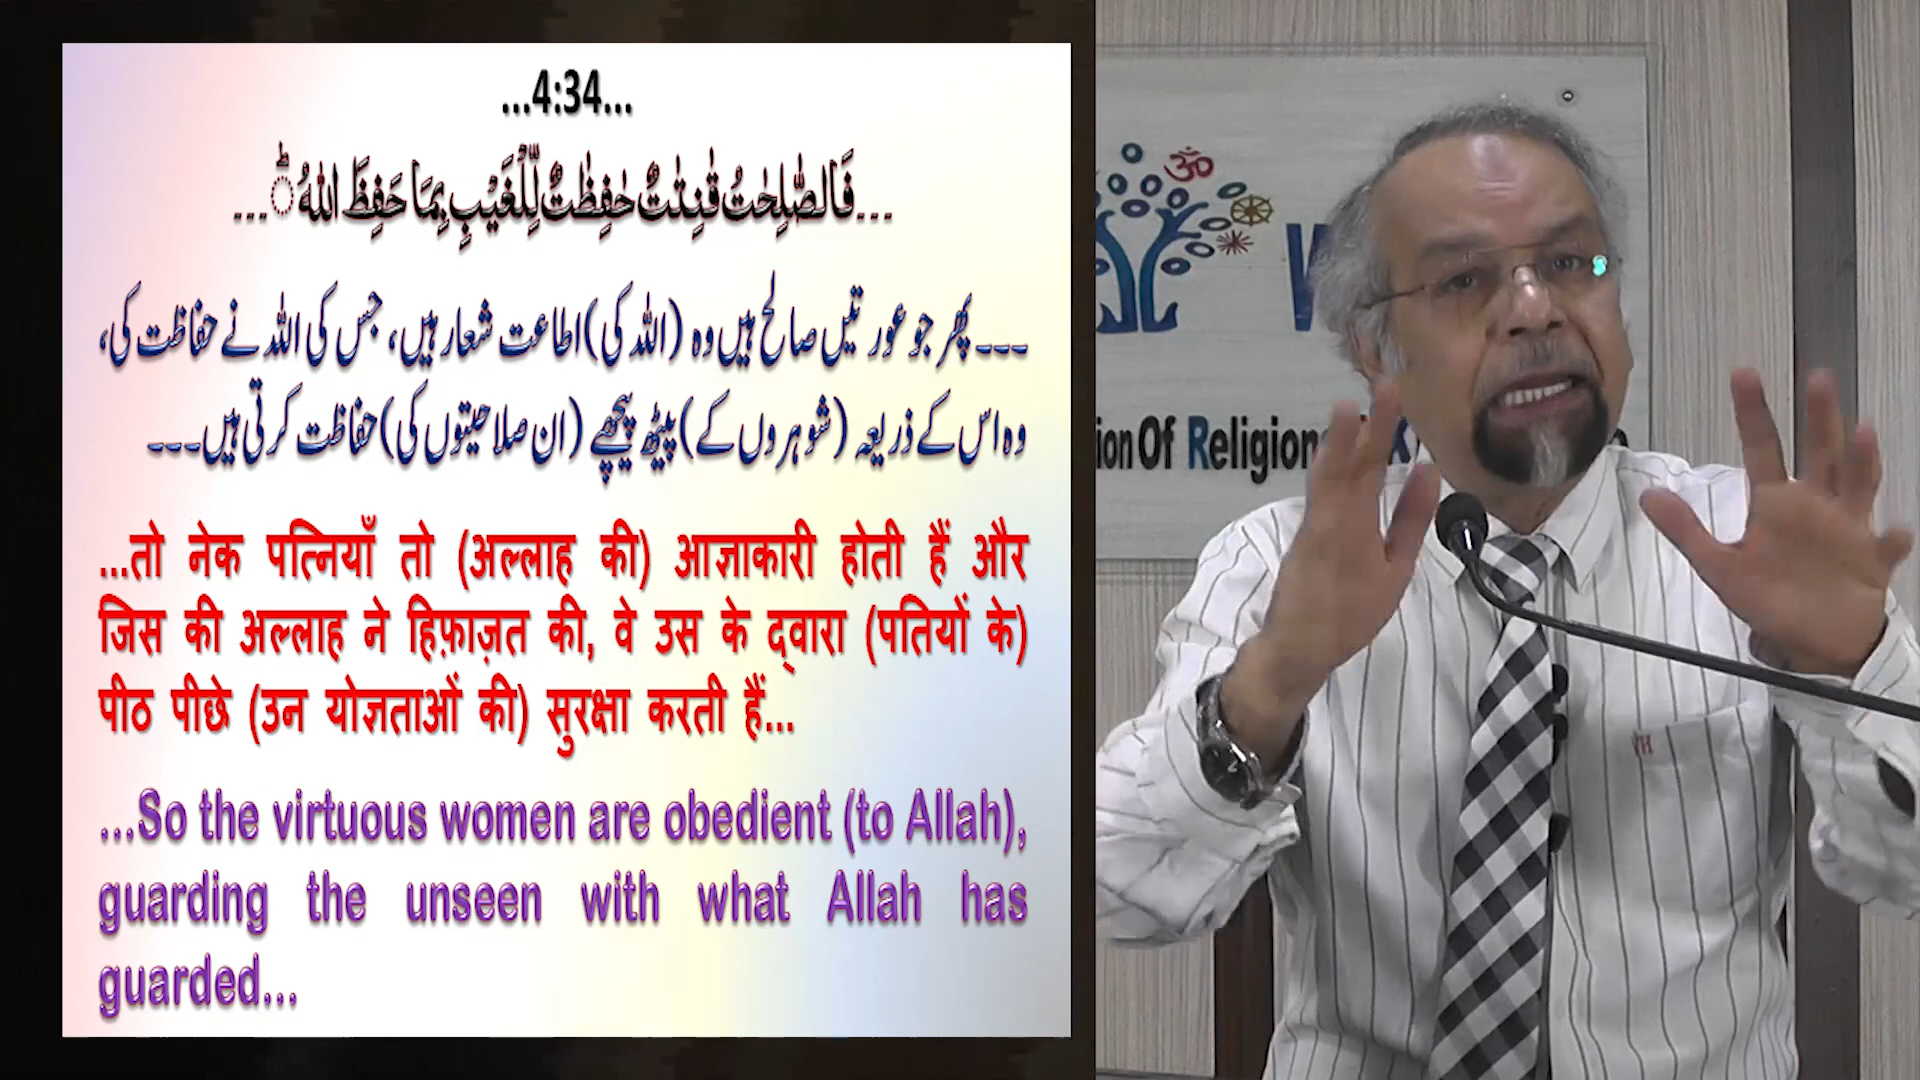 ...4:34...
...فَالصّٰلِحٰتُ قٰنِتٰتٌ حٰفِظٰتٌ لِّلْغَيْبِ بِمَا حَفِظَ اللّٰهُ ؕ...
۔۔۔ پھر جو عورتیں صالح ہیں وہ (اللہ کی) اطاعت شعار ہیں، جس کی اللہ نے حفاظت کی،
وہ اس کے ذریعہ (شوہروں کے) پیٹھ پیچھے (ان صلاحیتوں کی) حفاظت کرتی ہیں۔۔۔
...तो नेक पत्नियाँ तो (अल्लाह की) आज्ञाकारी होती हैं और
जिस की अल्लाह ने हिफ़ाज़त की, वे उस के द्वारा (पतियों के)
पीठ पीछे (उन योज्ञताओं की) सुरक्षा करती हैं...
...So the virtuous women are obedient (to Allah),
guarding the unseen with what Allah has
guarded...
ॐ
W
ion Of Religions